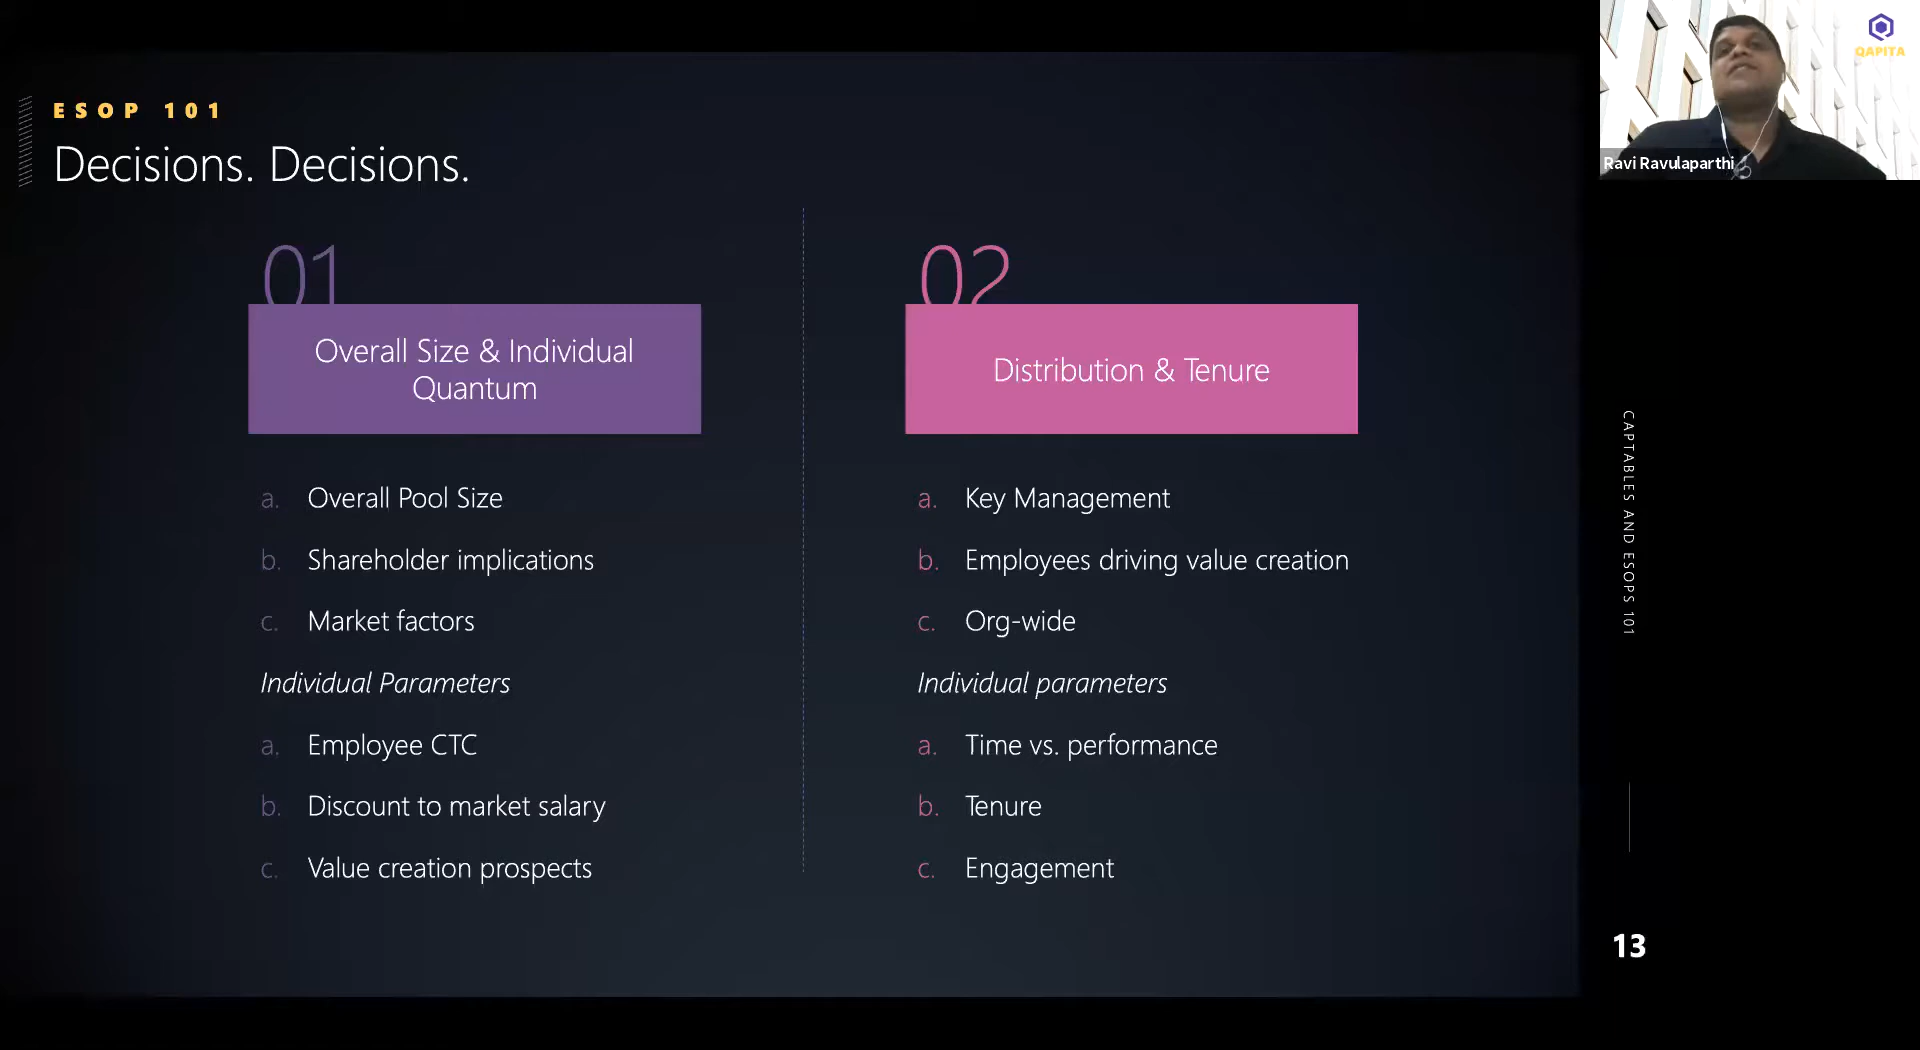 ESOP 101
Decisions. Decisions.
01
Overall Size & Individual
Quantum
a. Overall Pool Size
b. Shareholder implications
c. Market factors
Individual Parameters
a. Employee CTC
b. Discount to market salary
c. Value creation prospects
02
Distribution & Tenure
a. Key Management
b. Employees driving value creation
c. Org-wide
Individual parameters
a. Time vs. performance
b. Tenure
c. Engagement
QAPITA
Ravi Ravulaparthi
CAPTABLES AND ESOPS 101
13